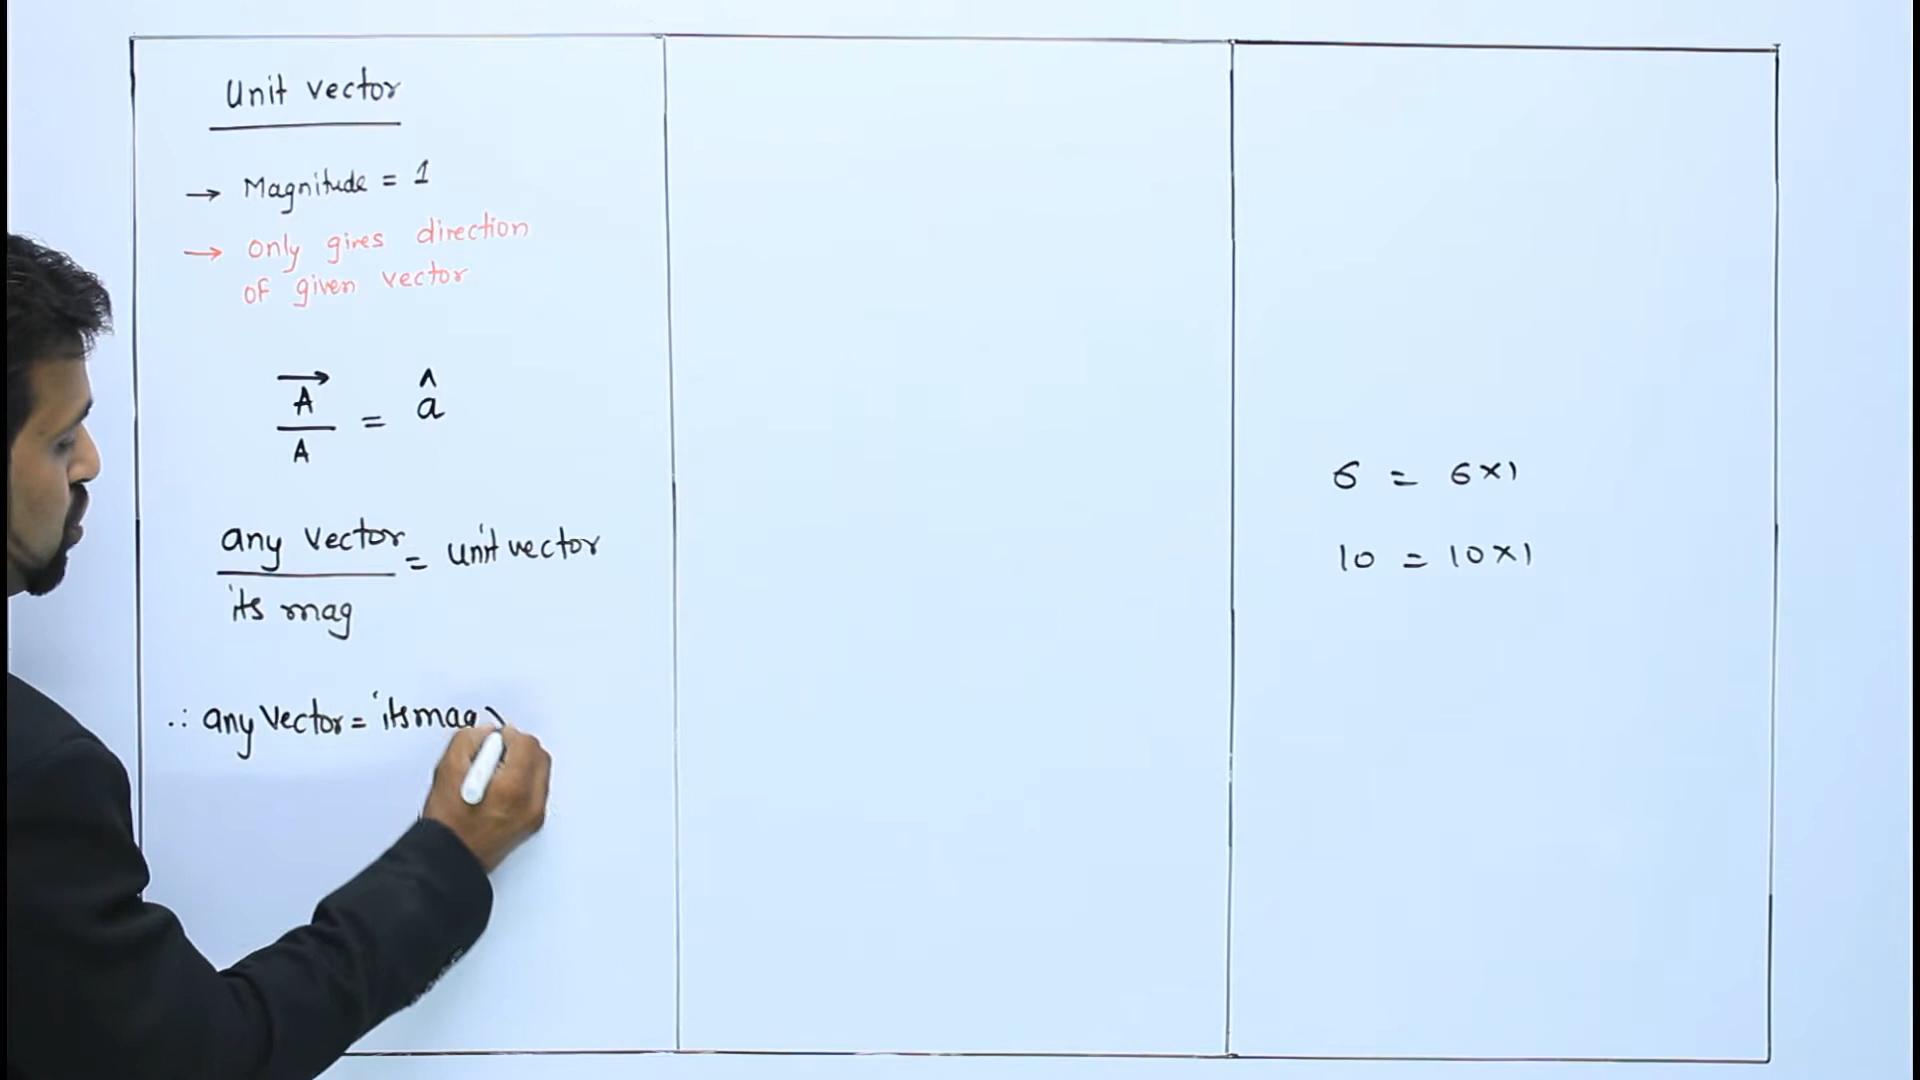 Unit vector
→ Magnitude = 1
→ only gives direction
of given vector
→
A
/
A
= â
any vector
/
its mag
= unit vector
∴ any vector = its mag
6 = 6×1
10 = 10×1